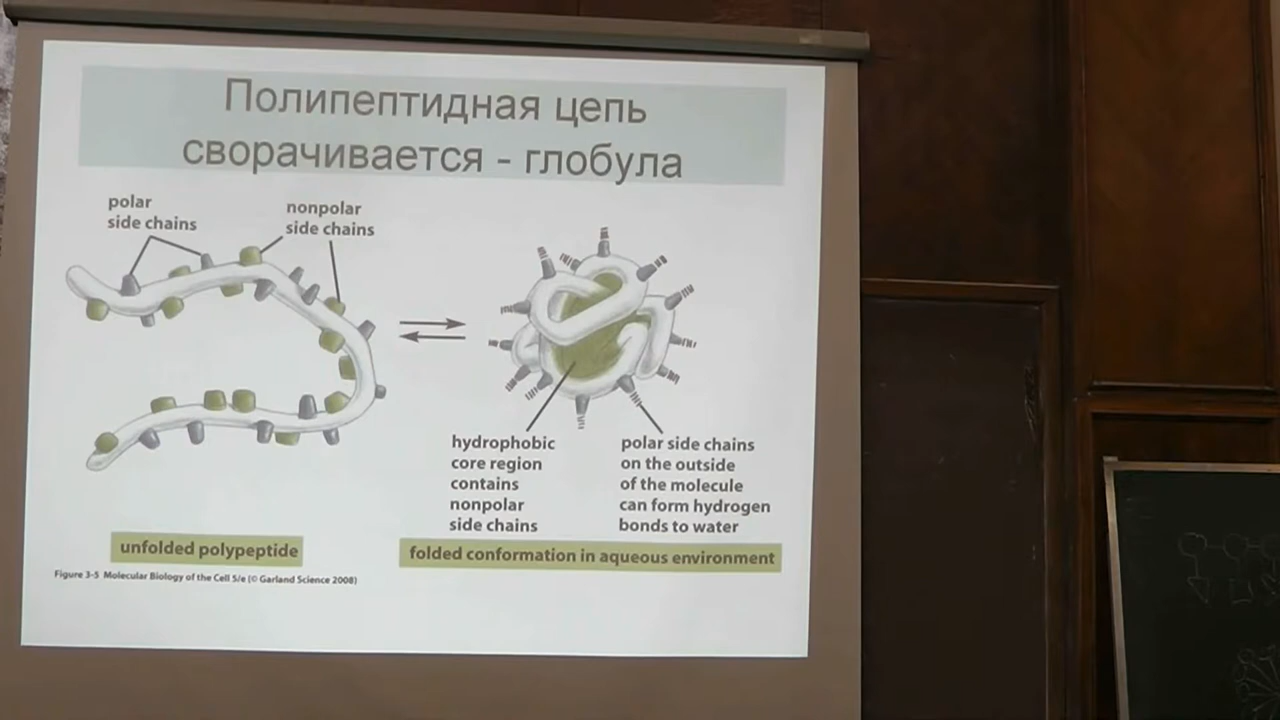 Полипептидная цепь
сворачивается - глобула
polar
side chains
nonpolar
side chains
hydrophobic
core region
contains
nonpolar
side chains
polar side chains
on the outside
of the molecule
can form hydrogen
bonds to water
unfolded polypeptide
folded conformation in aqueous environment
Figure 3-5 Molecular Biology of the Cell 5/e (© Garland Science 2008)